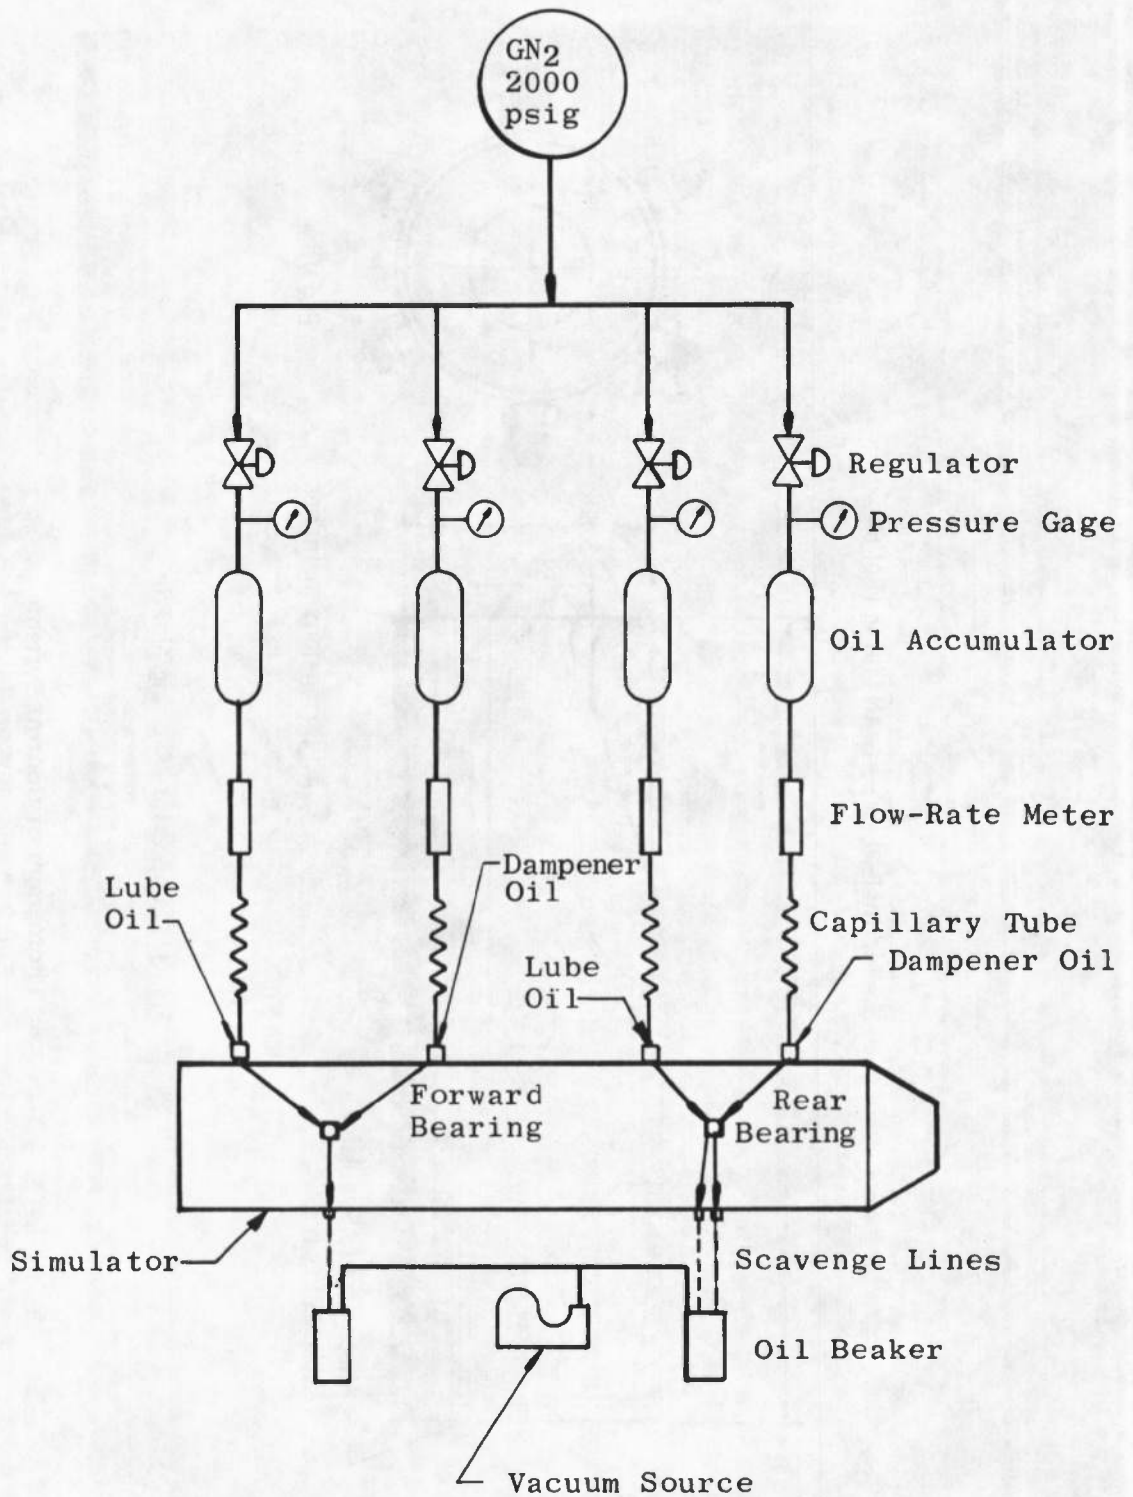 GN2
2000
psig
Regulator
Pressure Gage
Oil Accumulator
Flow-Rate Meter
Lube
Oil
Dampener
Oil
Capillary Tube
Lube
Oil
Dampener Oil
Forward
Bearing
Rear
Bearing
Simulator
Scavenge Lines
Oil Beaker
Vacuum Source